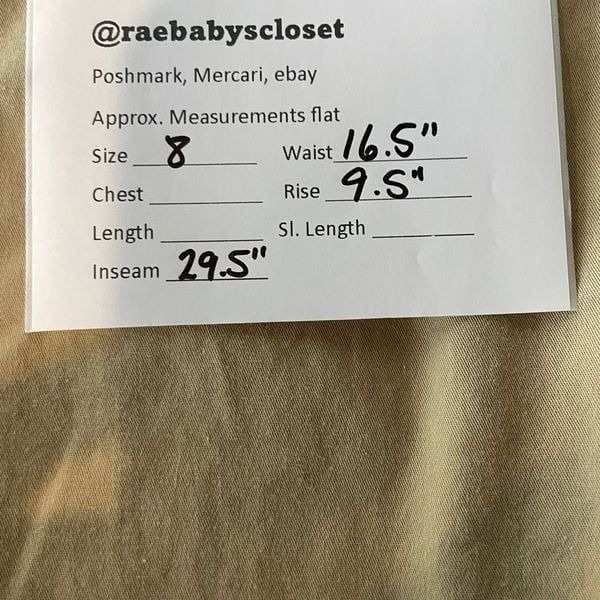 @raebabyscloset
Poshmark, Mercari, ebay
Approx. Measurements flat
Size 8 Waist 16.5"
Chest Rise 9.5"
Length Sl. Length
Inseam 29.5"